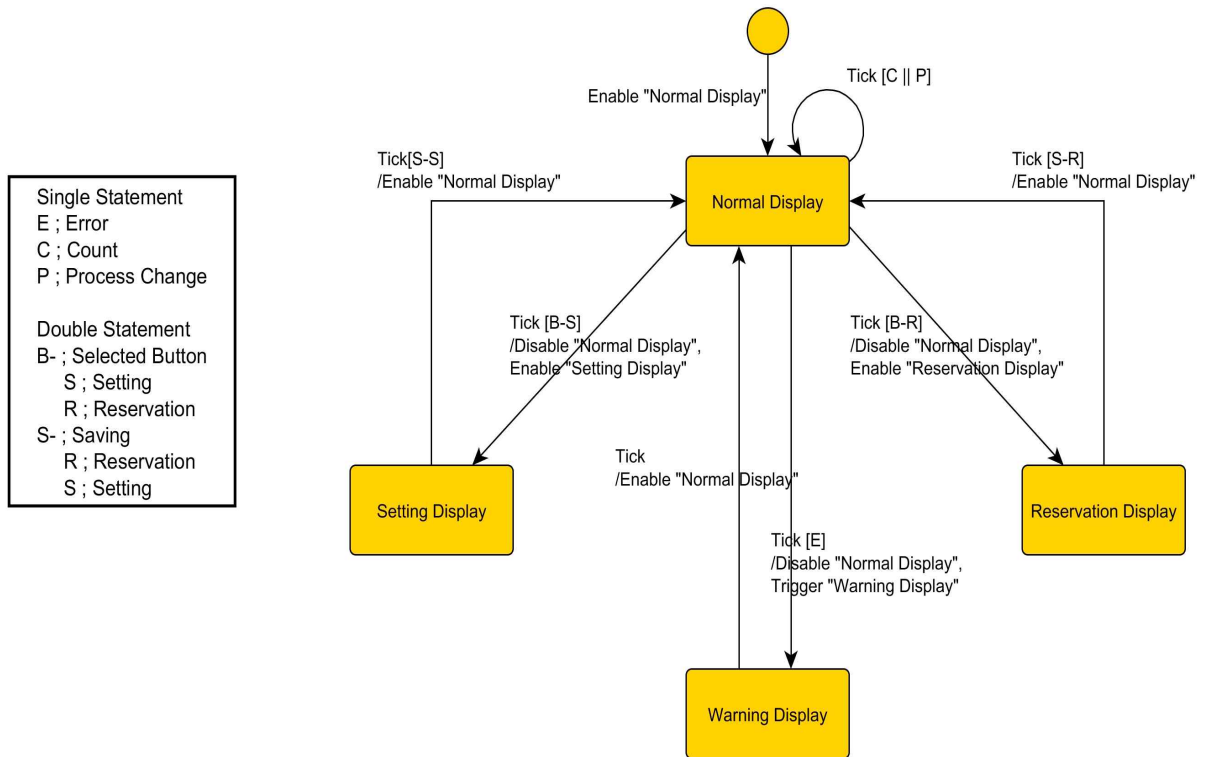 Tick [C || P]
Enable "Normal Display"
Tick[S-S]
/Enable "Normal Display"
Tick [S-R]
/Enable "Normal Display"
Single Statement
E ; Error
C ; Count
P ; Process Change
Double Statement
B- ; Selected Button
S ; Setting
R ; Reservation
S- ; Saving
R ; Reservation
S ; Setting
Normal Display
Tick [B-S]
/Disable "Normal Display",
Enable "Setting Display"
Tick [B-R]
/Disable "Normal Display",
Enable "Reservation Display"
Tick
/Enable "Normal Display"
Setting Display
Reservation Display
Tick [E]
/Disable "Normal Display",
Trigger "Warning Display"
Warning Display